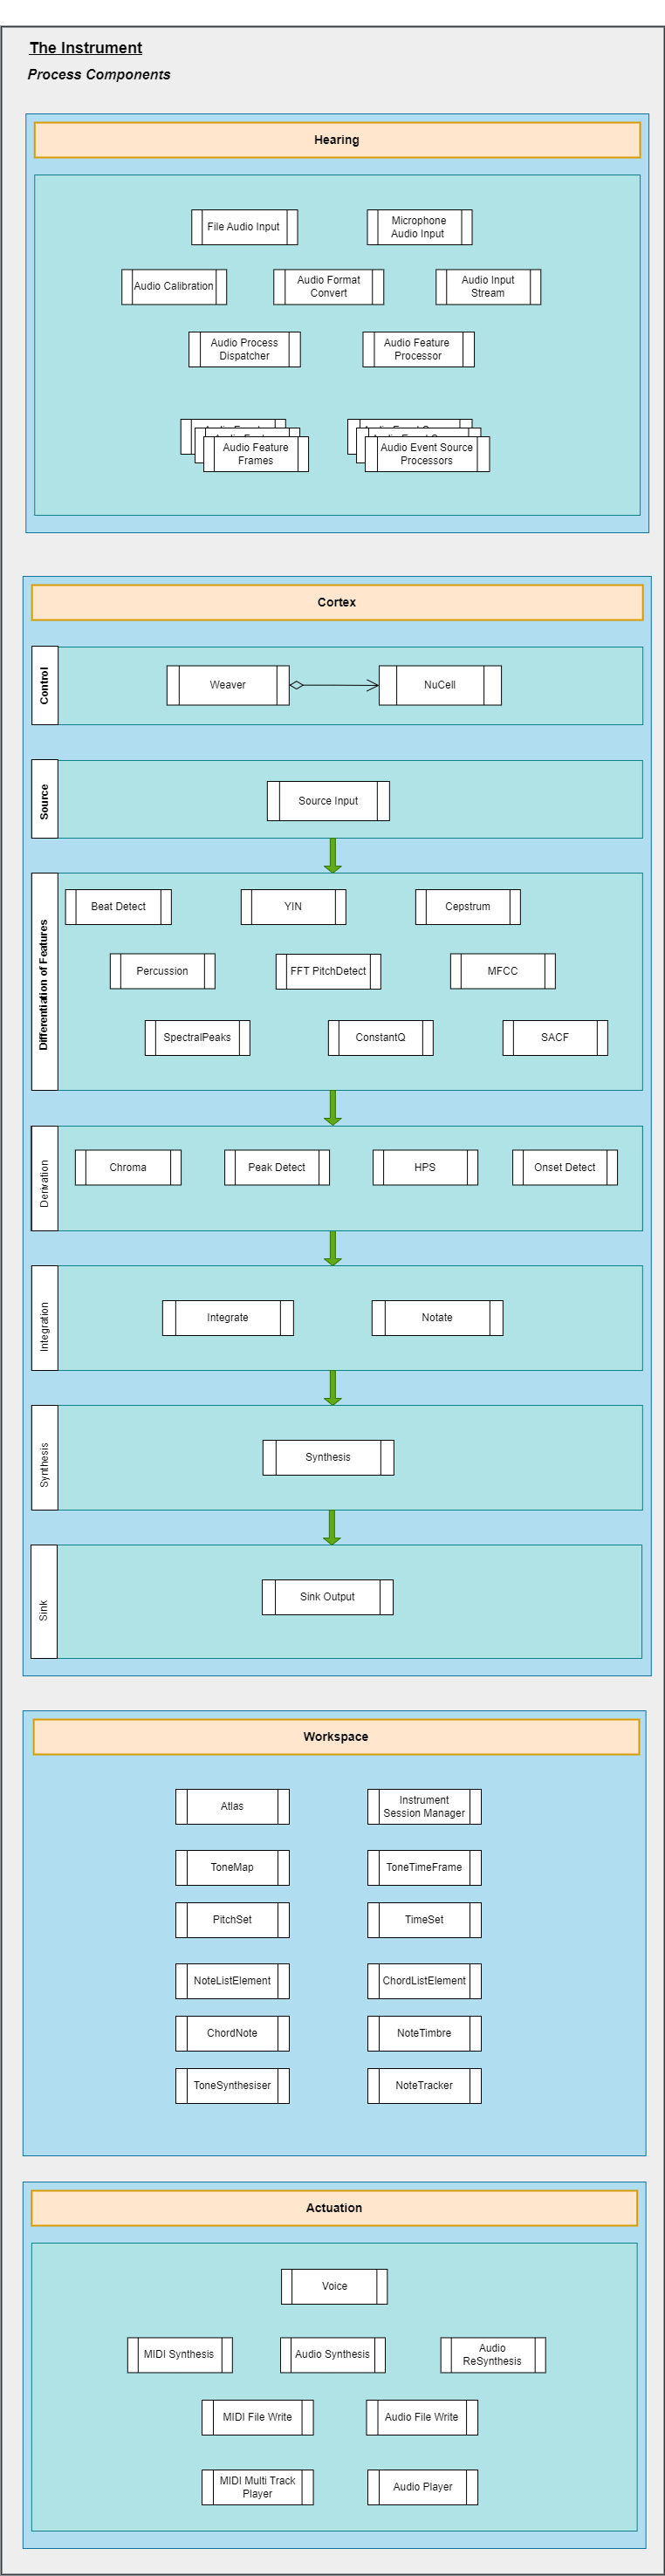 The Instrument
Process Components
Hearing
File Audio Input
Microphone
Audio Input
Audio Calibration
Audio Format
Convert
Audio Input
Stream
Audio Process
Dispatcher
Audio Feature
Processor
Audio Feature
Frames
Audio Event Source
Processors
Cortex
Control
Weaver
NuCell
Source
Source Input
Differentiation of Features
Beat Detect
YIN
Cepstrum
Percussion
FFT PitchDetect
MFCC
SpectralPeaks
ConstantQ
SACF
Derivation
Chroma
Peak Detect
HPS
Onset Detect
Integration
Integrate
Notate
Synthesis
Synthesis
Sink
Sink Output
Workspace
Atlas
Instrument
Session Manager
ToneMap
ToneTimeFrame
PitchSet
TimeSet
NoteListElement
ChordListElement
ChordNote
NoteTimbre
ToneSynthesiser
NoteTracker
Actuation
Voice
MIDI Synthesis
Audio Synthesis
Audio
ReSynthesis
MIDI File Write
Audio File Write
MIDI Multi Track
Player
Audio Player